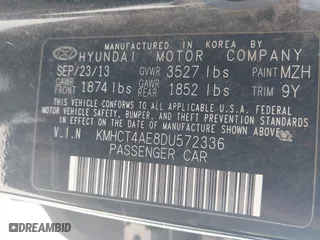 MANUFACTURED IN KOREA BY
HYUNDAI MOTOR COMPANY
SEP/23/13 GVWR 3527 lbs PAINT MZH
GAWR FRONT 1874 lbs GAWR REAR 1852 lbs TRIM 9Y
THIS VEHICLE CONFORMS TO ALL APPLICABLE U.S.
FEDERAL MOTOR VEHICLE SAFETY, BUMPER, AND THEFT
PREVENTION STANDARDS IN EFFECT ON THE DATE OF
MANUFACTURE SHOWN ABOVE.
V.I.N KMHCT4AE8DU572336
PASSENGER CAR